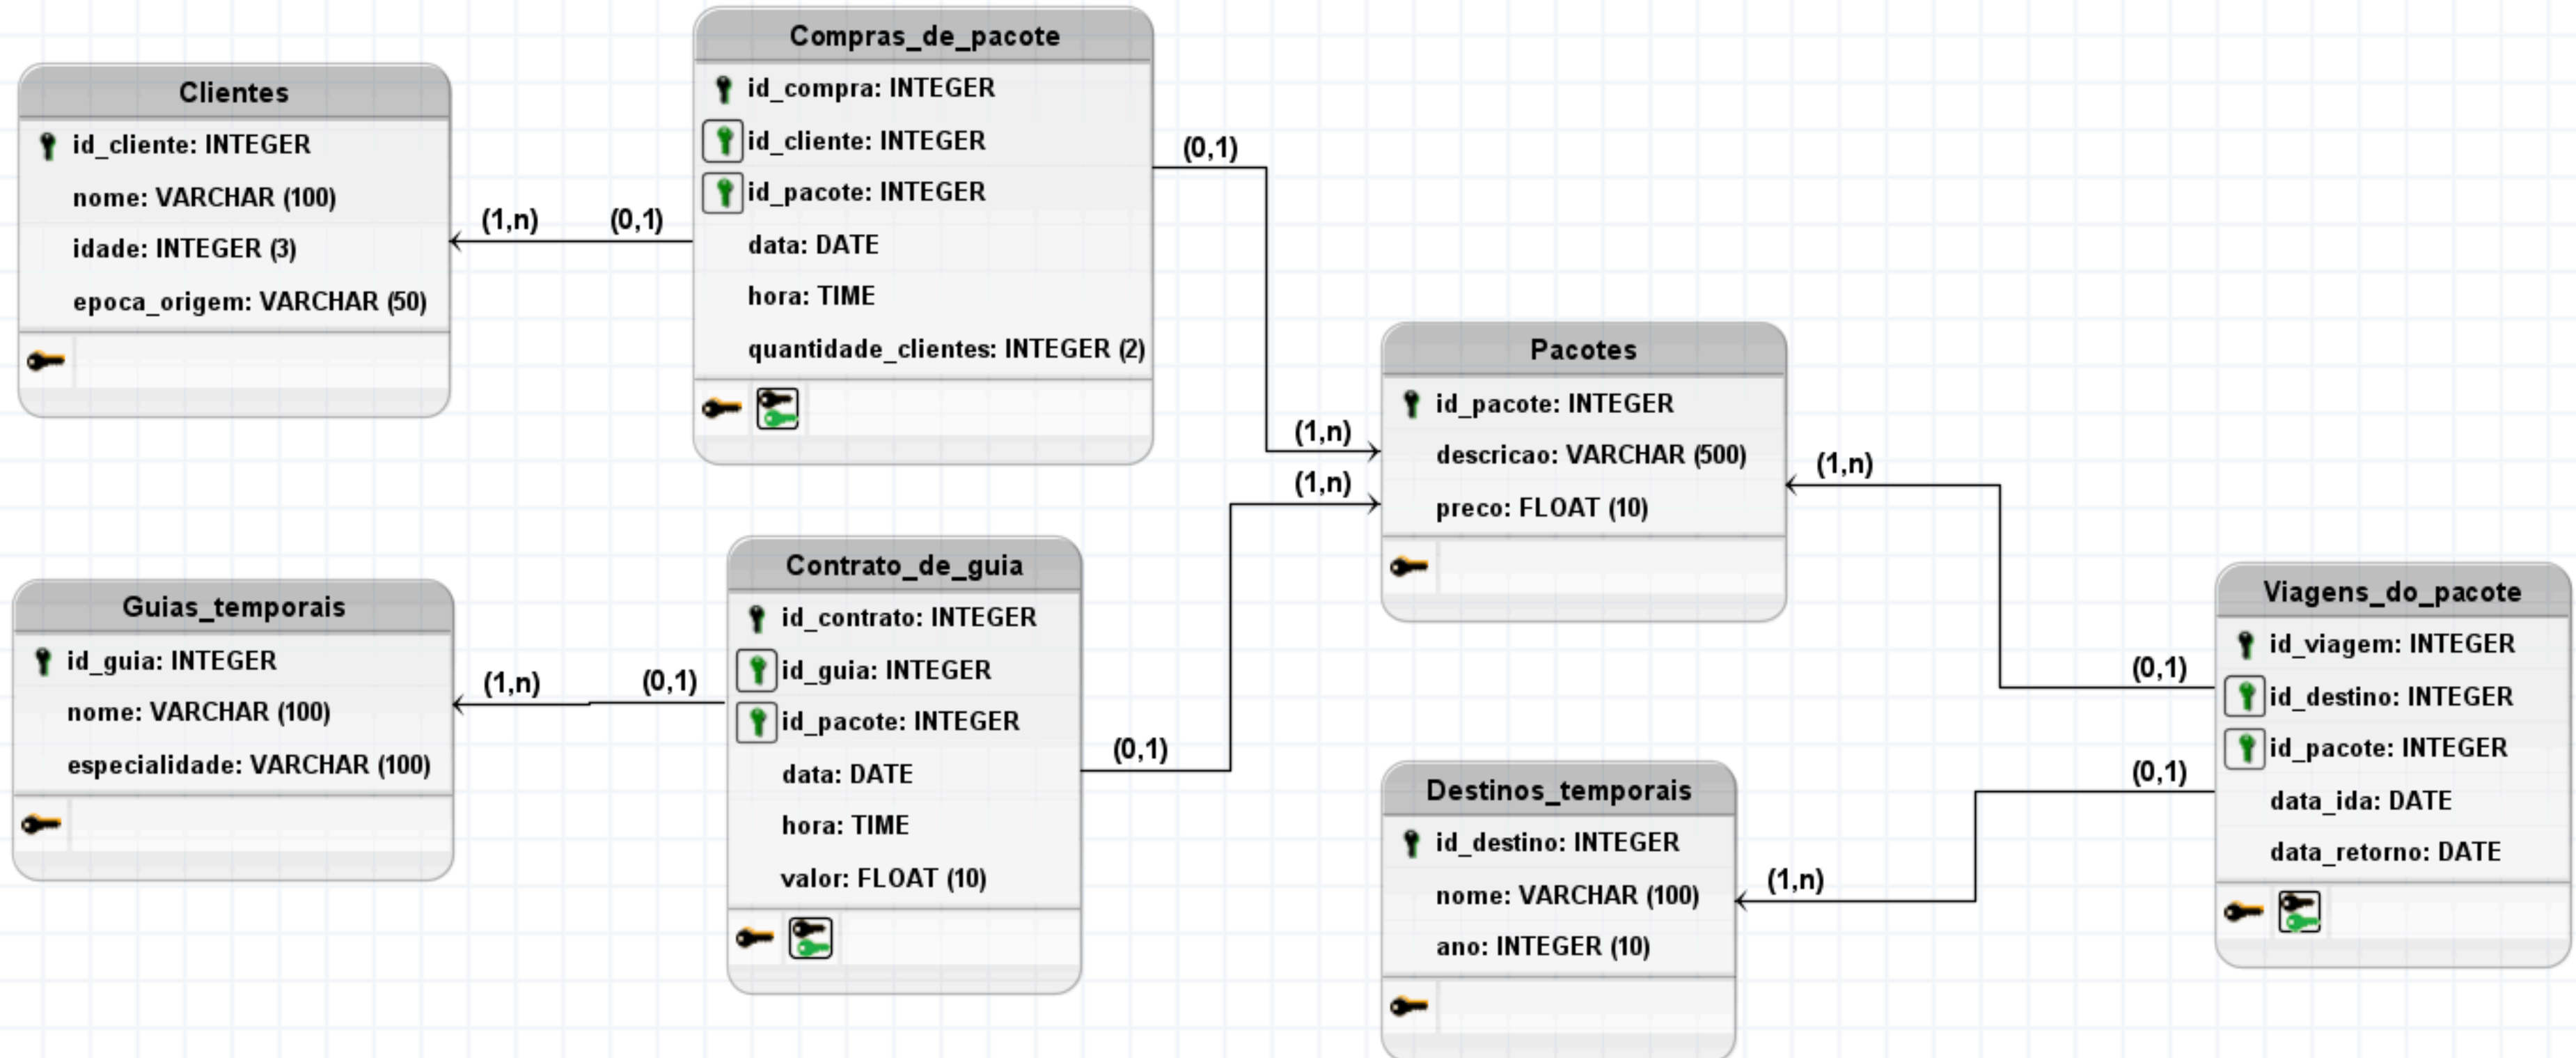 Clientes
id_cliente: INTEGER
nome: VARCHAR (100)
idade: INTEGER (3)
epoca_origem: VARCHAR (50)
(1,n)
(0,1)
Compras_de_pacote
id_compra: INTEGER
id_cliente: INTEGER
id_pacote: INTEGER
data: DATE
hora: TIME
quantidade_clientes: INTEGER (2)
(0,1)
(1,n)
(1,n)
Pacotes
id_pacote: INTEGER
descricao: VARCHAR (500)
preco: FLOAT (10)
(1,n)
Guias_temporais
id_guia: INTEGER
nome: VARCHAR (100)
especialidade: VARCHAR (100)
(1,n)
(0,1)
Contrato_de_guia
id_contrato: INTEGER
id_guia: INTEGER
id_pacote: INTEGER
data: DATE
hora: TIME
valor: FLOAT (10)
(0,1)
Destinos_temporais
id_destino: INTEGER
nome: VARCHAR (100)
ano: INTEGER (10)
(1,n)
(0,1)
(0,1)
Viagens_do_pacote
id_viagem: INTEGER
id_destino: INTEGER
id_pacote: INTEGER
data_ida: DATE
data_retorno: DATE